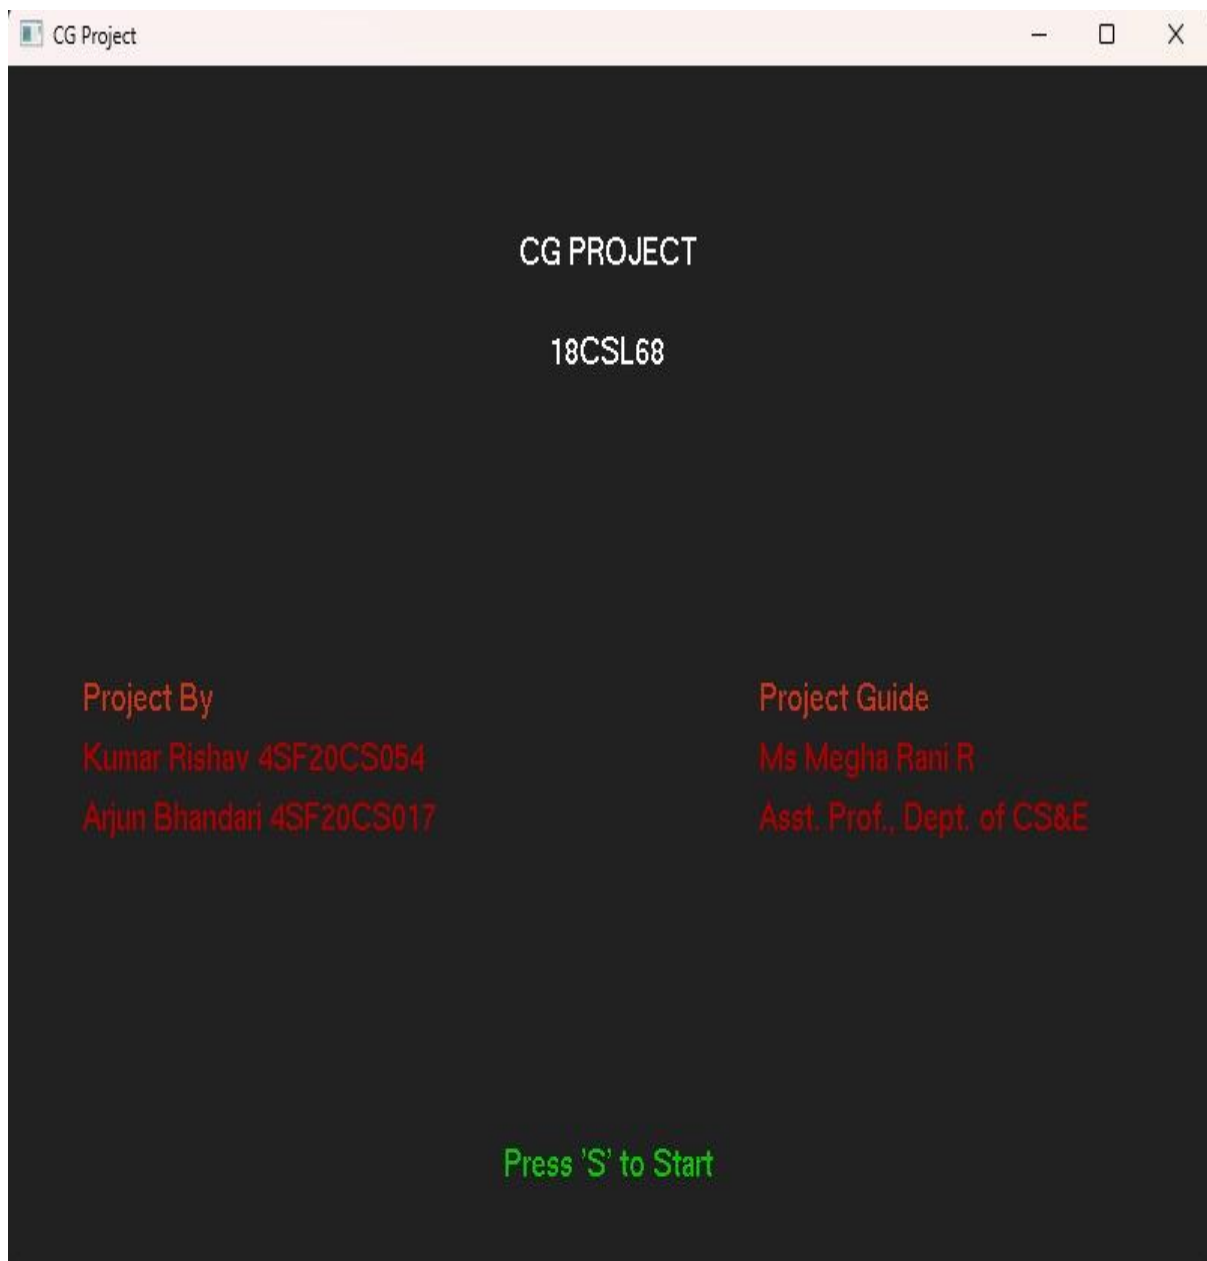 CG Project
CG PROJECT
18CSL68
Project By
Kumar Rishav 4SF20CS054
Arjun Bhandari 4SF20CS017
Project Guide
Ms Megha Rani R
Asst. Prof., Dept. of CS&E
Press 'S' to Start